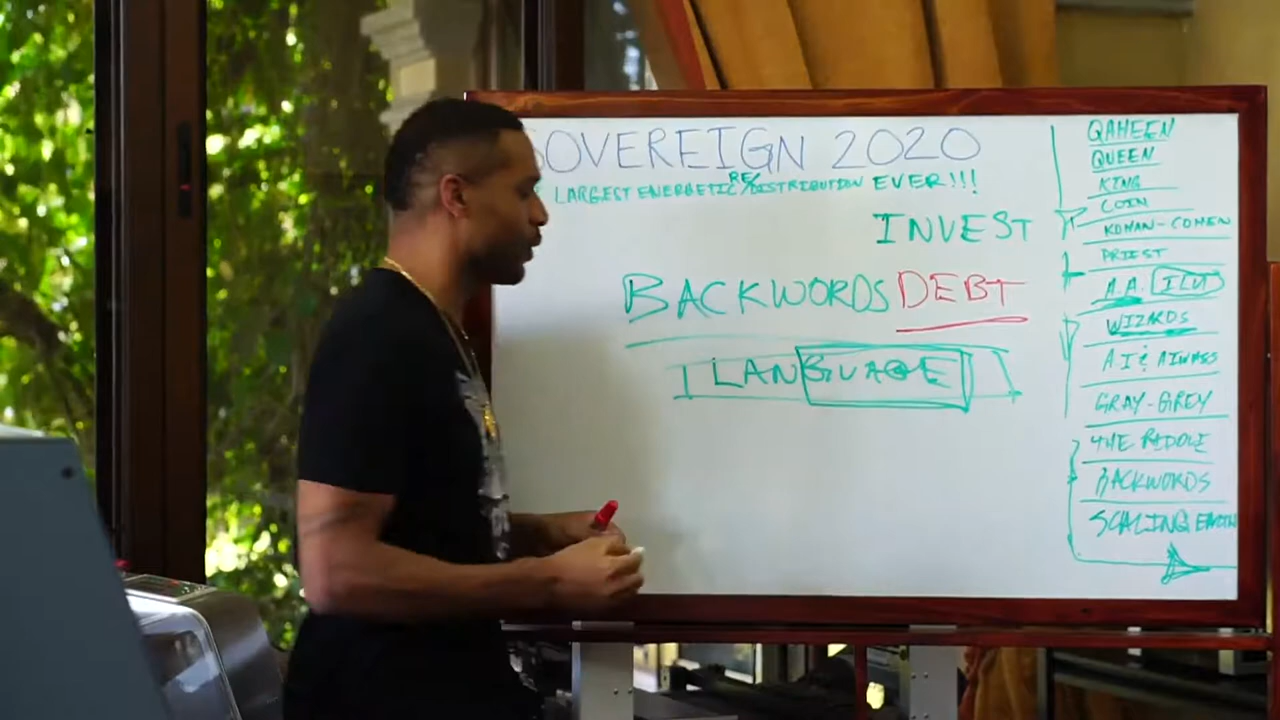 SOVEREIGN 2020
LARGEST ENERGETIC RE/DISTRIBUTION EVER!!!
INVEST
BACKWORDS DEBT
LANGUAGE
QAHEEN
QUEEN
KING
COIN
KOHAN-COHEN
PRIEST
A.A.
WIZARDS
A.I &
GRAY-GREY
THE RIDDLE
BACKWORDS
SCALING